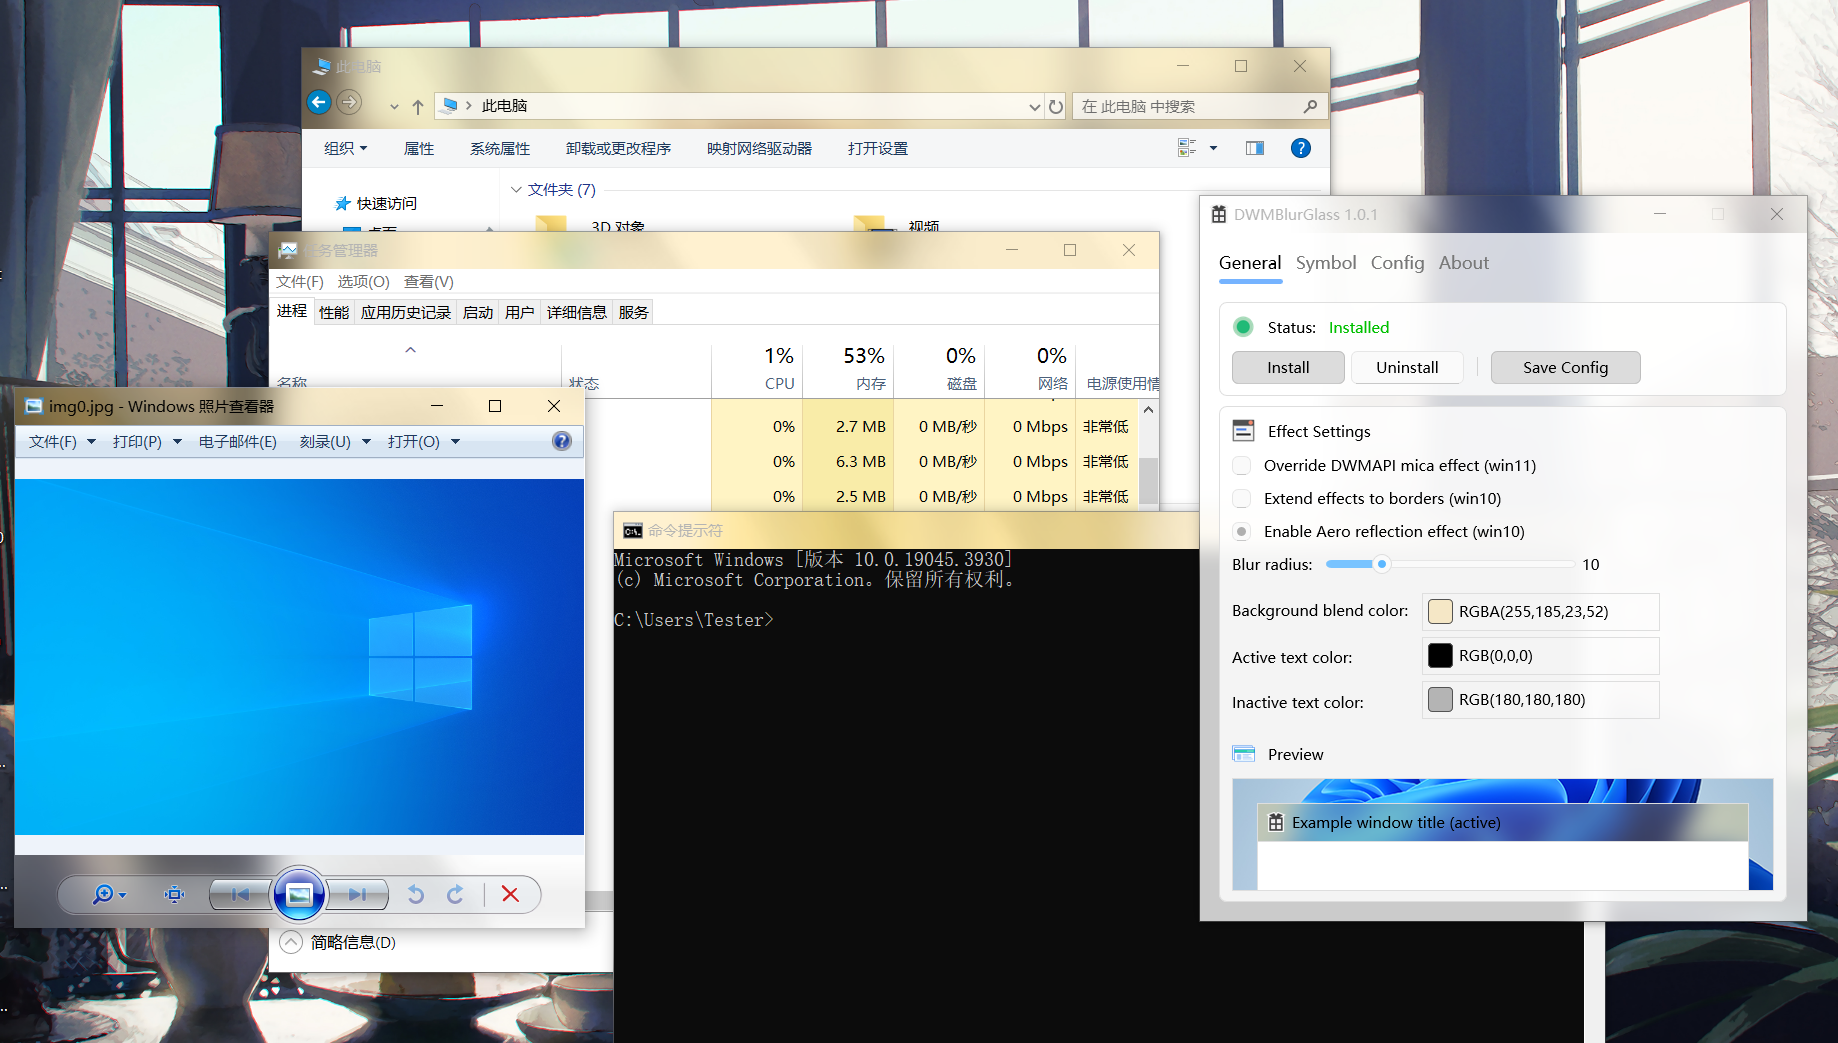 此电脑
此电脑
在 此电脑 中搜索
组织 属性 系统属性 卸载或更改程序 映射网络驱动器 打开设置
文件夹 (7)
快速访问
3D 对象 视频
任务管理器
文件(F) 选项(O) 查看(V)
进程 性能 应用历史记录 启动 用户 详细信息 服务
1% 53% 0% 0%
名称 状态 CPU 内存 磁盘 网络 电源使用情
0% 2.7 MB 0 MB/秒 0 Mbps 非常低
0% 6.3 MB 0 MB/秒 0 Mbps 非常低
0% 2.5 MB 0 MB/秒 0 Mbps 非常低
简略信息(D)
img0.jpg - Windows 照片查看器
文件(F) 打印(P) 电子邮件(E) 刻录(U) 打开(O)
命令提示符
Microsoft Windows [版本 10.0.19045.3930]
(c) Microsoft Corporation。保留所有权利。
C:\Users\Tester>
DWMBlurGlass 1.0.1
General Symbol Config About
Status: Installed
Install Uninstall Save Config
Effect Settings
Override DWMAPI mica effect (win11)
Extend effects to borders (win10)
Enable Aero reflection effect (win10)
Blur radius: 10
Background blend color: RGBA(255,185,23,52)
Active text color: RGB(0,0,0)
Inactive text color: RGB(180,180,180)
Preview
Example window title (active)